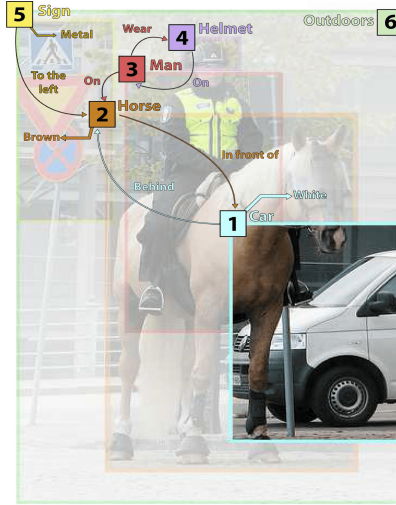 5 Sign
Outdoors 6
Metal
Wear
4 Helmet
3 Man
To the
left
On
On
2 Horse
Brown
In front of
Behind
White
1 Car